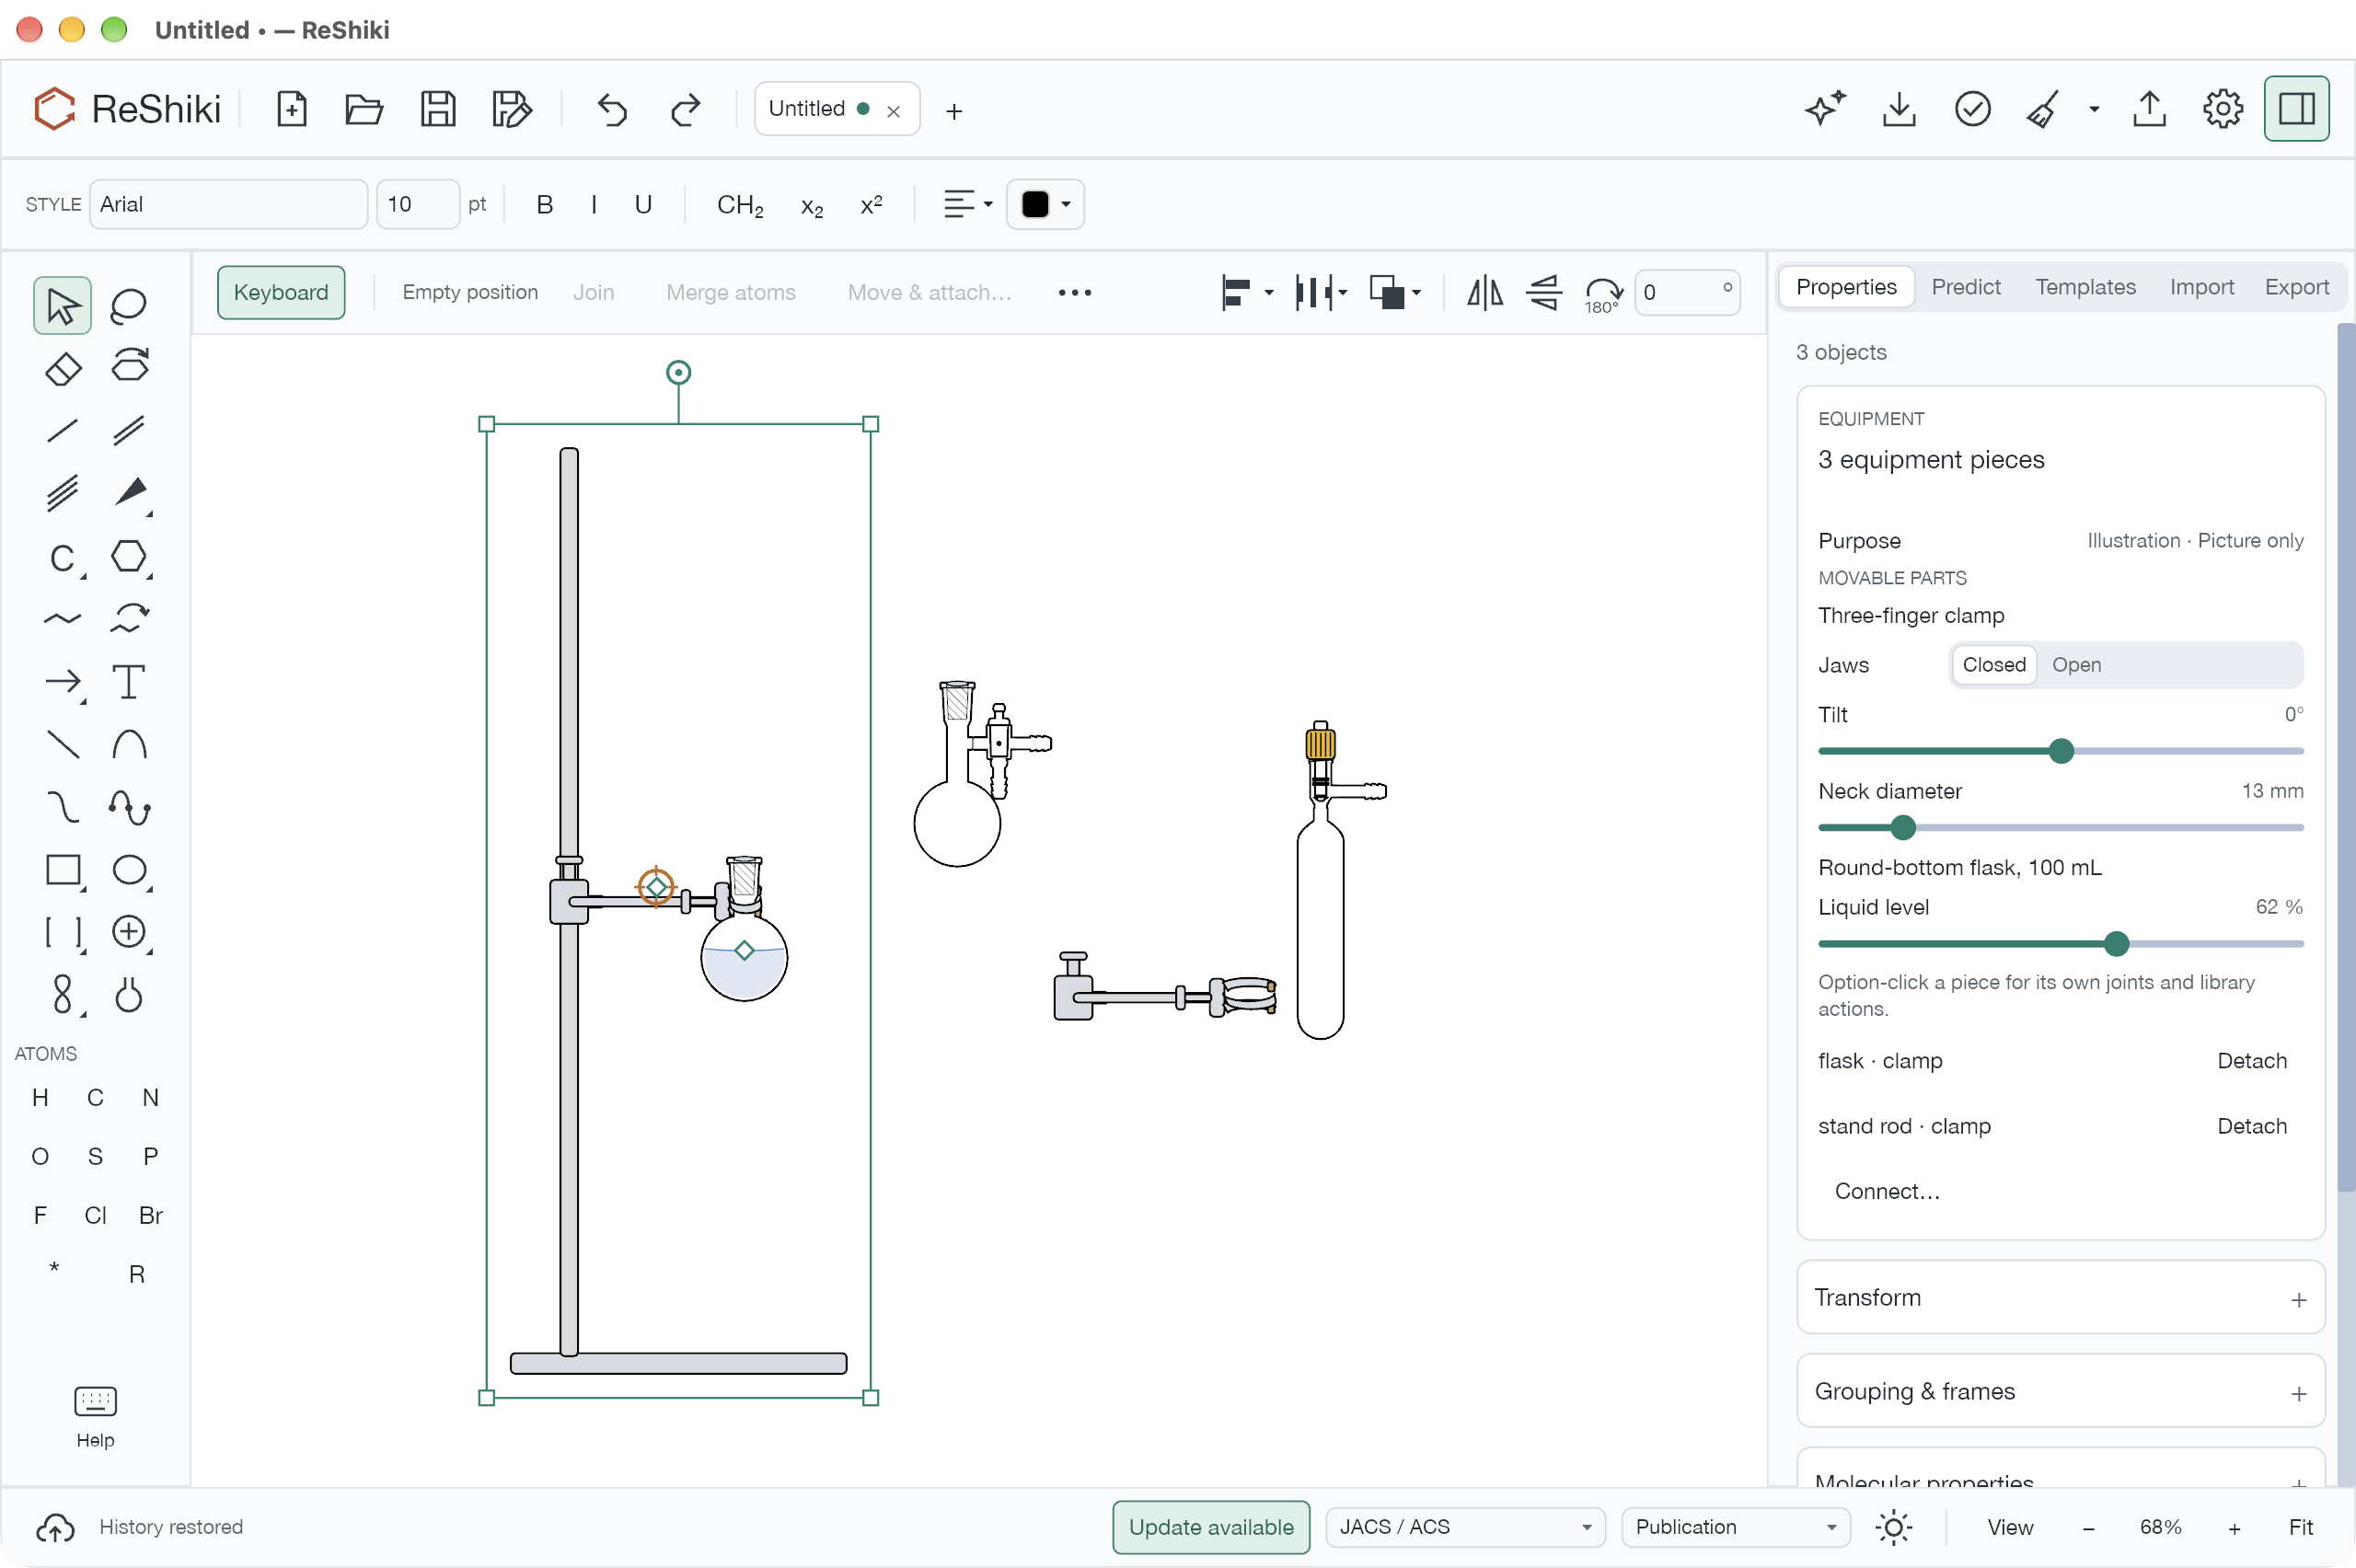 Untitled • — ReShiki
ReShiki
Untitled
STYLE Arial 10 pt B I U CH₂ x₂ x²
Keyboard Empty position Join Merge atoms Move & attach... 180° 0 °
Properties Predict Templates Import Export
3 objects
EQUIPMENT
3 equipment pieces
Purpose Illustration · Picture only
MOVABLE PARTS
Three-finger clamp
Jaws Closed Open
Tilt 0°
Neck diameter 13 mm
Round-bottom flask, 100 mL
Liquid level 62 %
Option-click a piece for its own joints and library
actions.
flask · clamp Detach
stand rod · clamp Detach
Connect...
Transform +
Grouping & frames +
Molecular properties +
C
T
[ ]
ATOMS
H C N
O S P
F Cl Br
* R
Help
History restored
Update available JACS / ACS Publication View − 68% + Fit